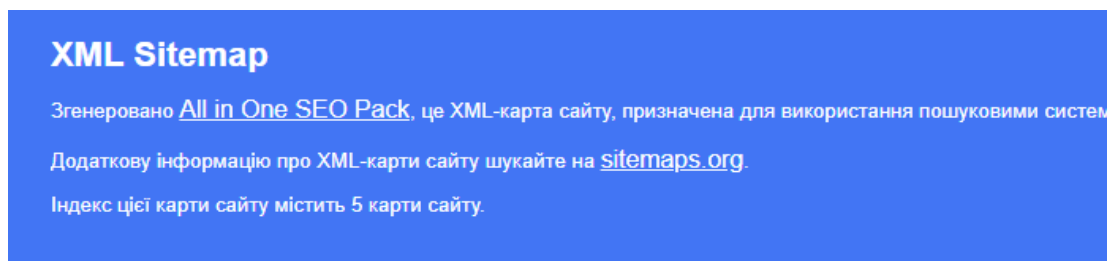 XML Sitemap
Згенеровано All in One SEO Pack, це XML-карта сайту, призначена для використання пошуковими систем
Додаткову інформацію про XML-карти сайту шукайте на sitemaps.org.
Індекс цієї карти сайту містить 5 карти сайту.